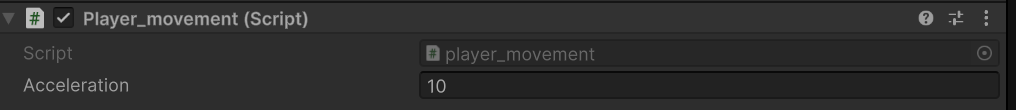 # Player_movement (Script)
Script # player_movement
Acceleration 10